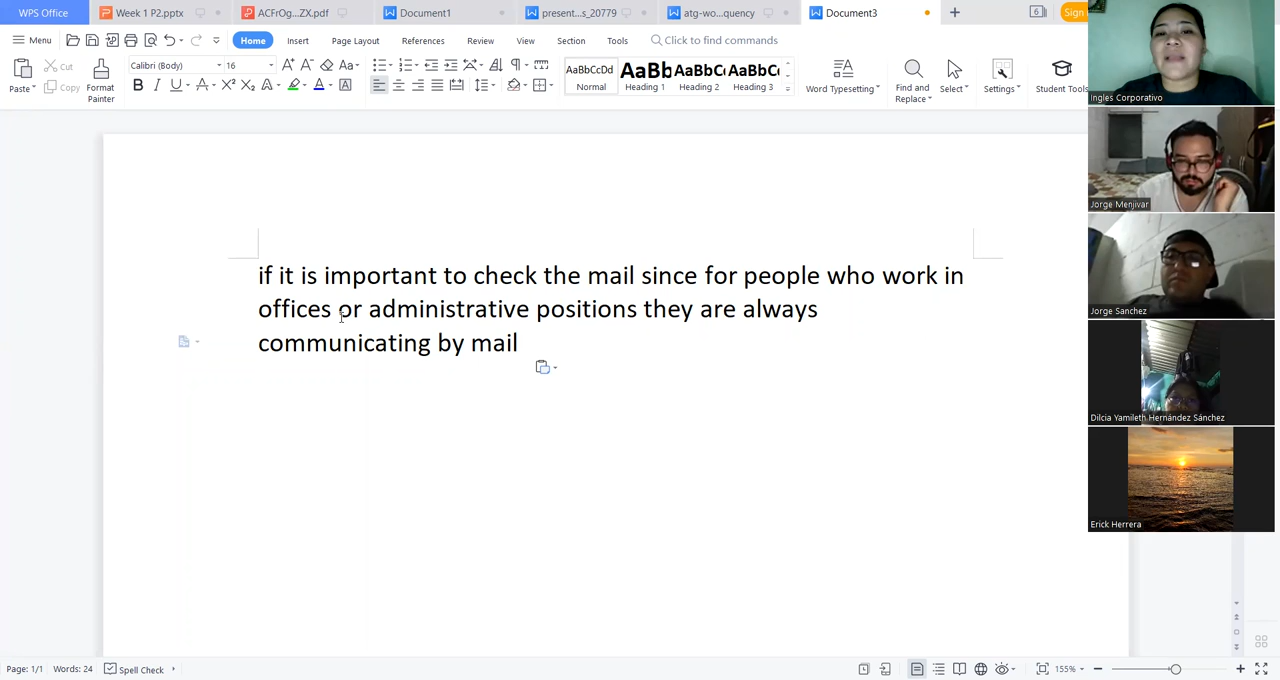 WPS Office
Week 1 P2.pptx
ACFrOg...ZX.pdf
Document1
present...s_20779
atg-wo...quency
Document3
6
Sign
Menu
Home
Insert
Page Layout
References
Review
View
Section
Tools
Click to find commands
Paste
Cut
Copy
Format
Painter
Calibri (Body)
16
AaBbCcDd
Normal
AaBb
Heading 1
AaBbC
Heading 2
AaBbC
Heading 3
Word Typesetting
Find and
Replace
Select
Settings
Student Tools
if it is important to check the mail since for people who work in
offices or administrative positions they are always
communicating by mail
Ingles Corporativo
Jorge Menjivar
Jorge Sanchez
Dilcia Yamileth Hernández Sánchez
Erick Herrera
Page: 1/1
Words: 24
Spell Check
155%